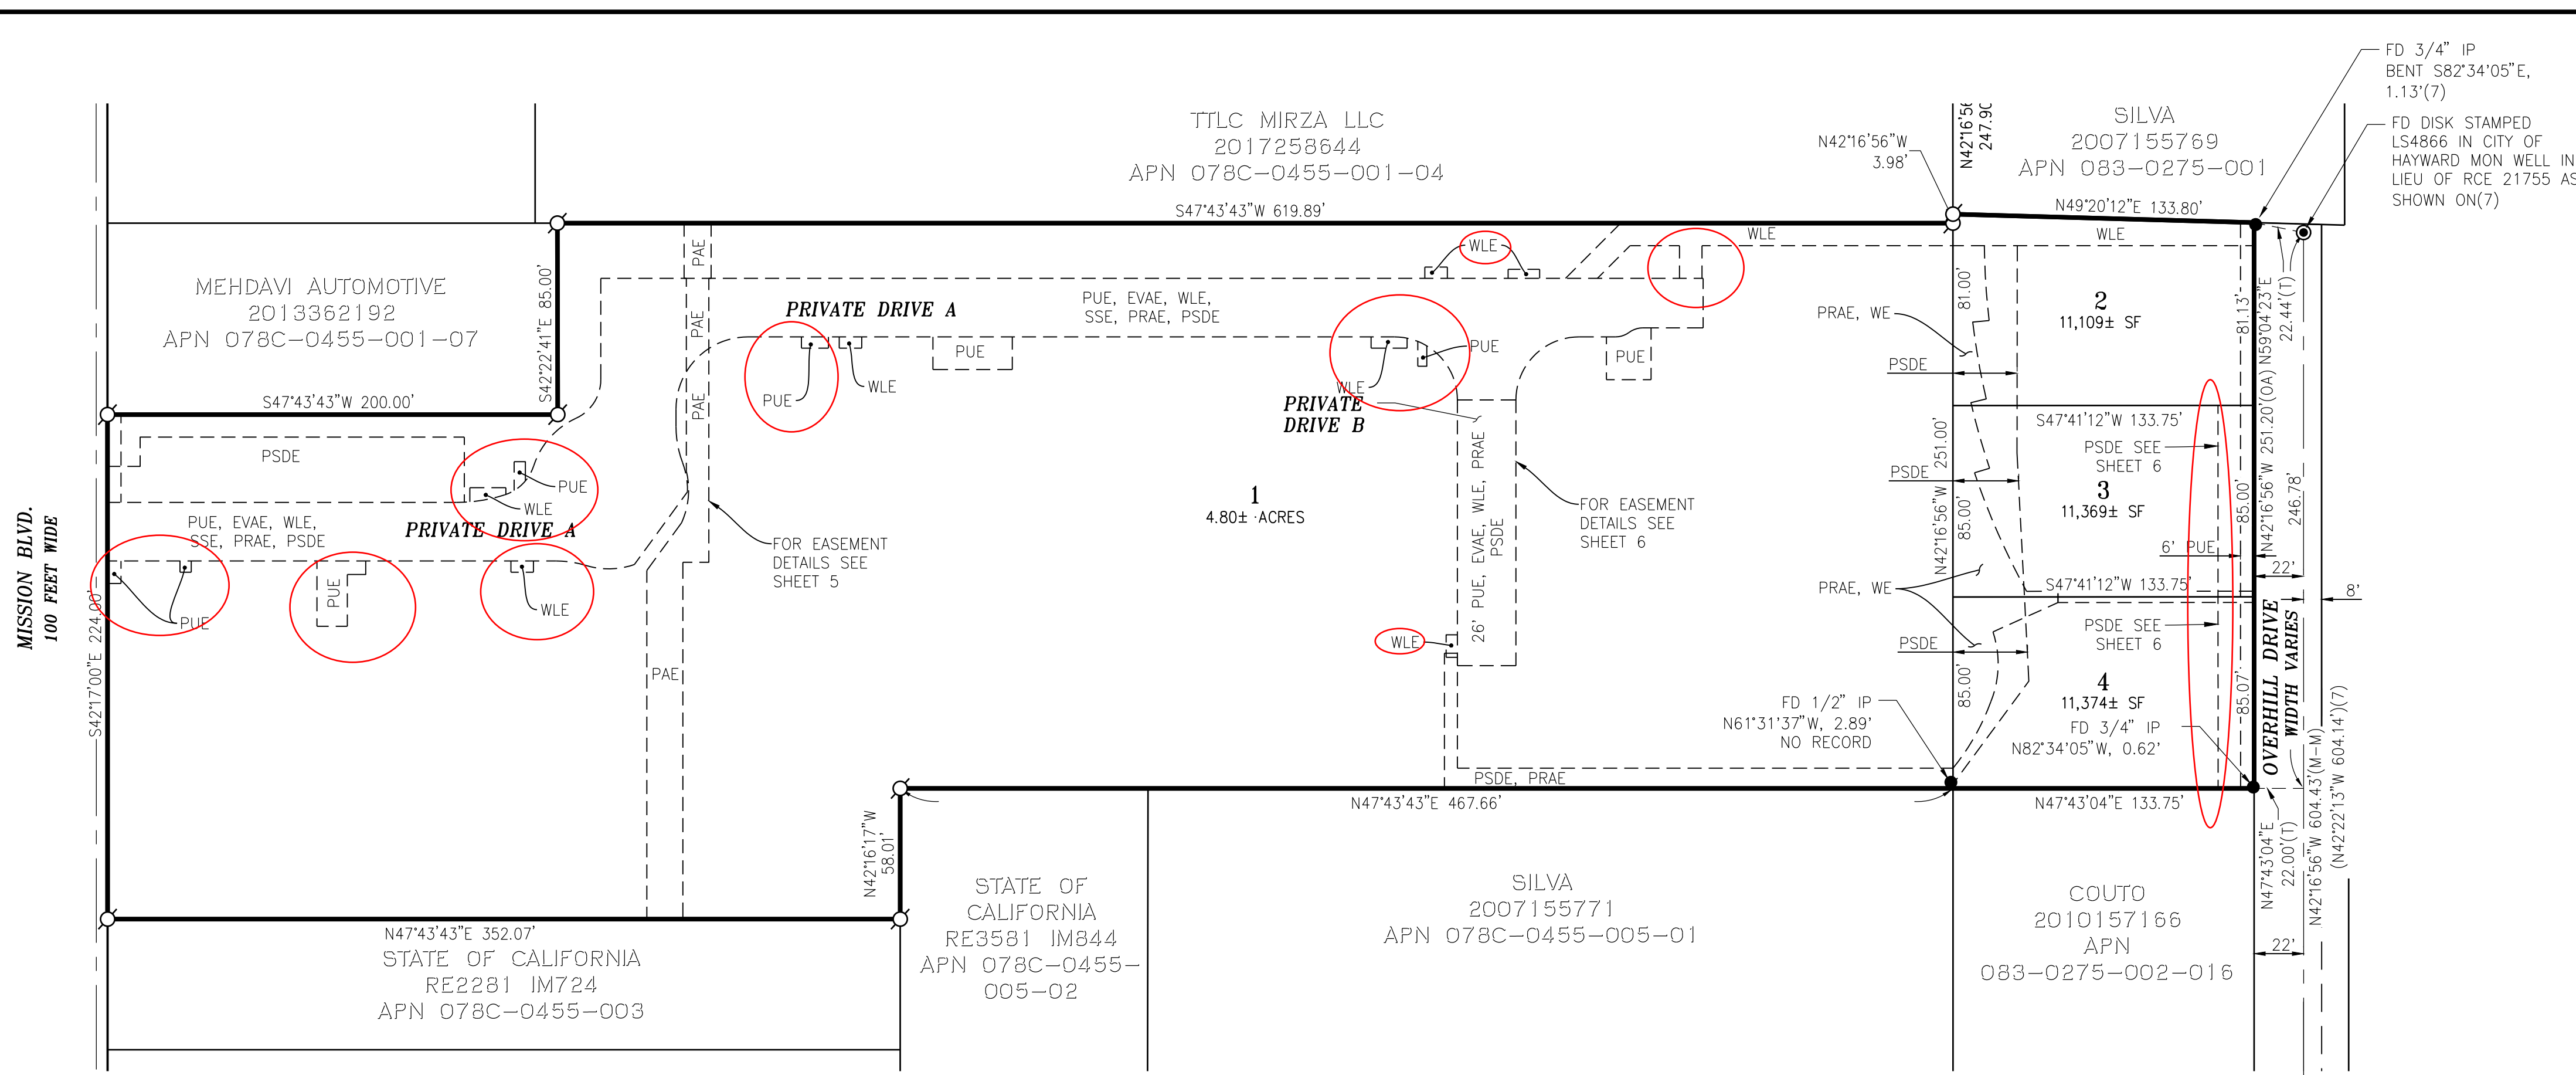 FD 3/4" IP
BENT S82°34'05"E,
1.13'(7)
FD DISK STAMPED
LS4866 IN CITY OF
HAYWARD MON WELL IN
LIEU OF RCE 21755 AS
SHOWN ON(7)
TTLC MIRZA LLC
2017258644
APN 078C-0455-001-04
SILVA
2007155769
APN 083-0275-001
N42°16'56"W
3.98'
N42°16'56
247.90
S47°43'43"W 619.89'
N49°20'12"E 133.80'
WLE
WLE
WLE
PAE
MEHDAVI AUTOMOTIVE
2013362192
APN 078C-0455-001-07
S42°22'41"E 85.00'
S47°43'43"W 200.00'
PRIVATE DRIVE A
PUE, EVAE, WLE,
SSE, PRAE, PSDE
PAE
PAE
PUE
WLE
PUE
WLE
PUE
PUE
PRIVATE
DRIVE B
81.00'
PRAE, WE
PSDE
2
11,109± SF
81.13'
N59°04'23"E
22.44'(T)
N42°16'56"W 251.20'(OA)
246.78'
S47°41'12"W 133.75'
PSDE SEE
SHEET 6
PSDE
3
11,369± SF
85.00'
85.00'
N42°16'56"W 251.00'
6' PUE
22'
8'
S47°41'12"W 133.75'
PSDE
PUE
WLE
PUE, EVAE, WLE,
SSE, PRAE, PSDE
PRIVATE DRIVE A
PUE
PUE
WLE
FOR EASEMENT
DETAILS SEE
SHEET 5
1
4.80± ACRES
26' PUE, EVAE, WLE, PRAE
PSDE
FOR EASEMENT
DETAILS SEE
SHEET 6
WLE
PRAE, WE
PSDE
PSDE SEE
SHEET 6
4
11,374± SF
85.00'
85.07'
MISSION BLVD.
100 FEET WIDE
S42°17'00"E 224.00'
PAE
FD 1/2" IP
N61°31'37"W, 2.89'
NO RECORD
FD 3/4" IP
N82°34'05"W, 0.62'
OVERHILL DRIVE
WIDTH VARIES
PSDE, PRAE
N47°43'43"E 467.66'
N47°43'04"E 133.75'
N42°16'17"W
58.01'
N47°43'04"E
22.00'(T)
N42°16'56"W 604.43'(M-M)
(N42°22'13"W 604.14')(7)
22'
N47°43'43"E 352.07'
STATE OF CALIFORNIA
RE2281 IM724
APN 078C-0455-003
STATE OF
CALIFORNIA
RE3581 IM844
APN 078C-0455-
005-02
SILVA
2007155771
APN 078C-0455-005-01
COUTO
2010157166
APN
083-0275-002-016